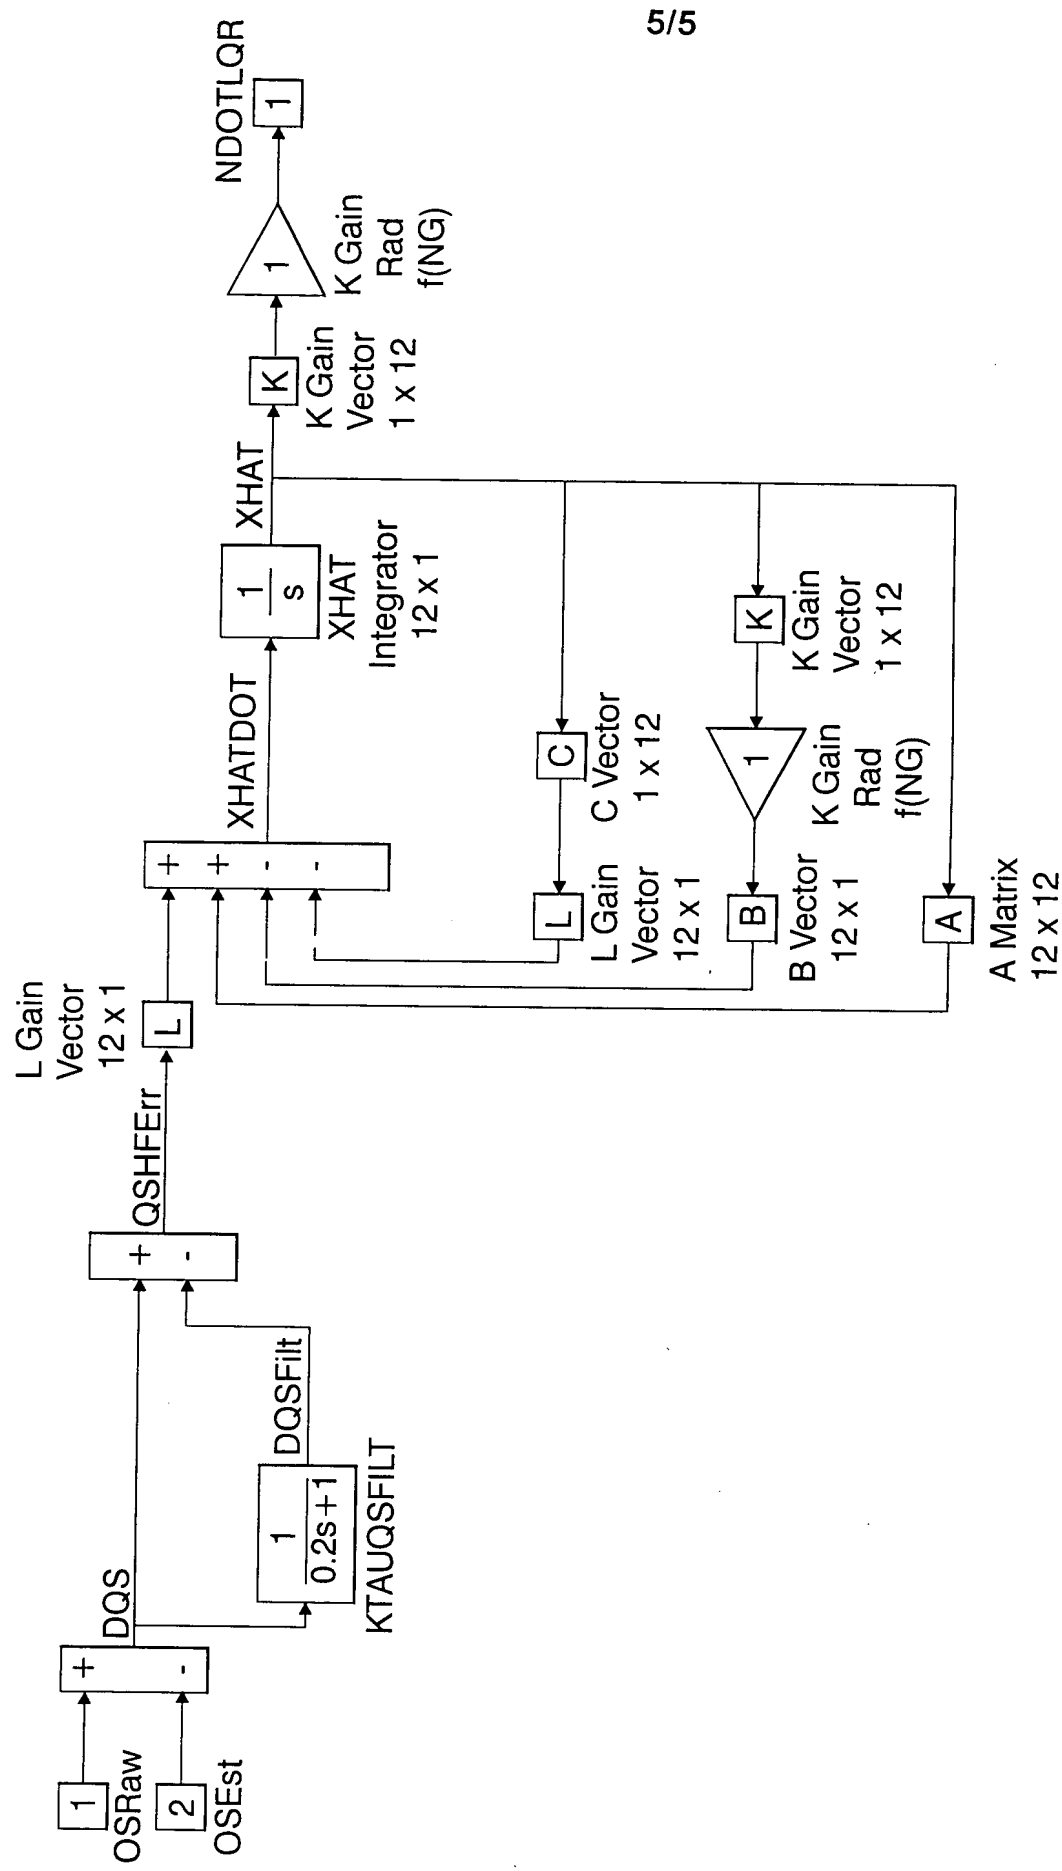 5/5
1
OSRaw
2
OSEst
+
-
DQS
1
0.2s+1
KTAUQSFILT
DQSFilt
+
-
QSHFErr
L Gain
Vector
12 x 1
L
+
+
-
-
XHATDOT
1
s
XHAT
Integrator
12 x 1
XHAT
K
K Gain
Vector
1 x 12
1
K Gain
Rad
f(NG)
NDOTLQR
1
C
C Vector
1 x 12
L
L Gain
Vector
12 x 1
K
K Gain
Vector
1 x 12
1
K Gain
Rad
f(NG)
B
B Vector
12 x 1
A
A Matrix
12 x 12